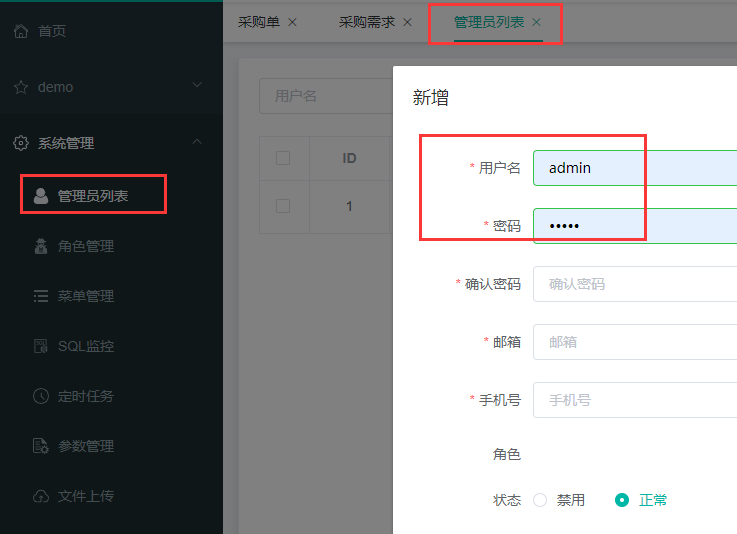 首页
demo
系统管理
管理员列表
角色管理
菜单管理
SQL监控
定时任务
参数管理
文件上传
采购单 × 采购需求 × 管理员列表 ×
用户名
ID
1
新增
* 用户名 admin
* 密码 •••••
* 确认密码 确认密码
* 邮箱 邮箱
* 手机号 手机号
角色
状态 禁用 正常